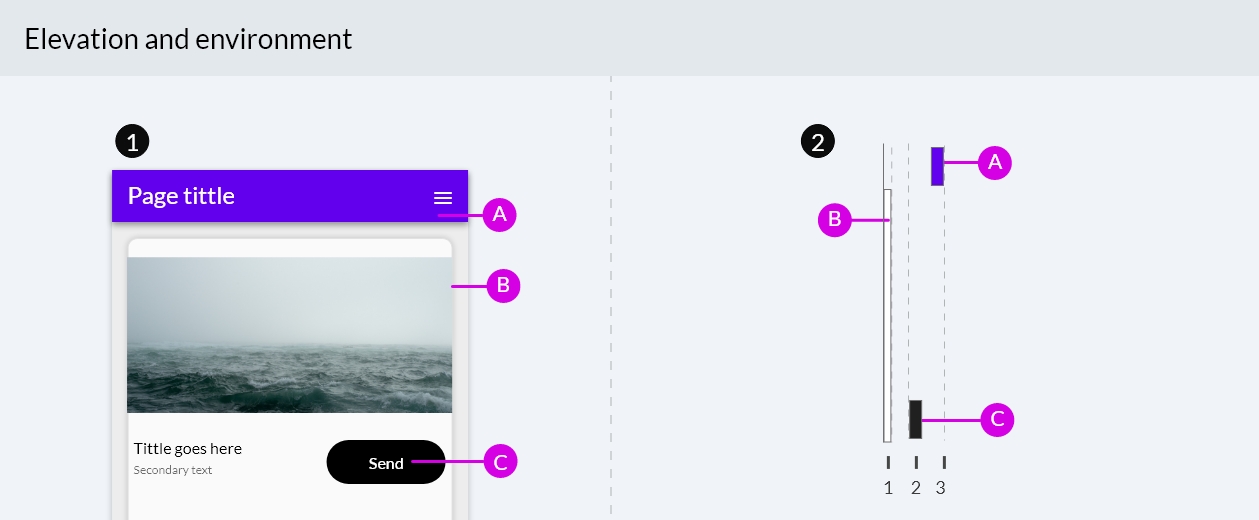 Elevation and environment
1
Page tittle
A
B
Tittle goes here
Secondary text
Send
C
2
A
B
C
1 2 3